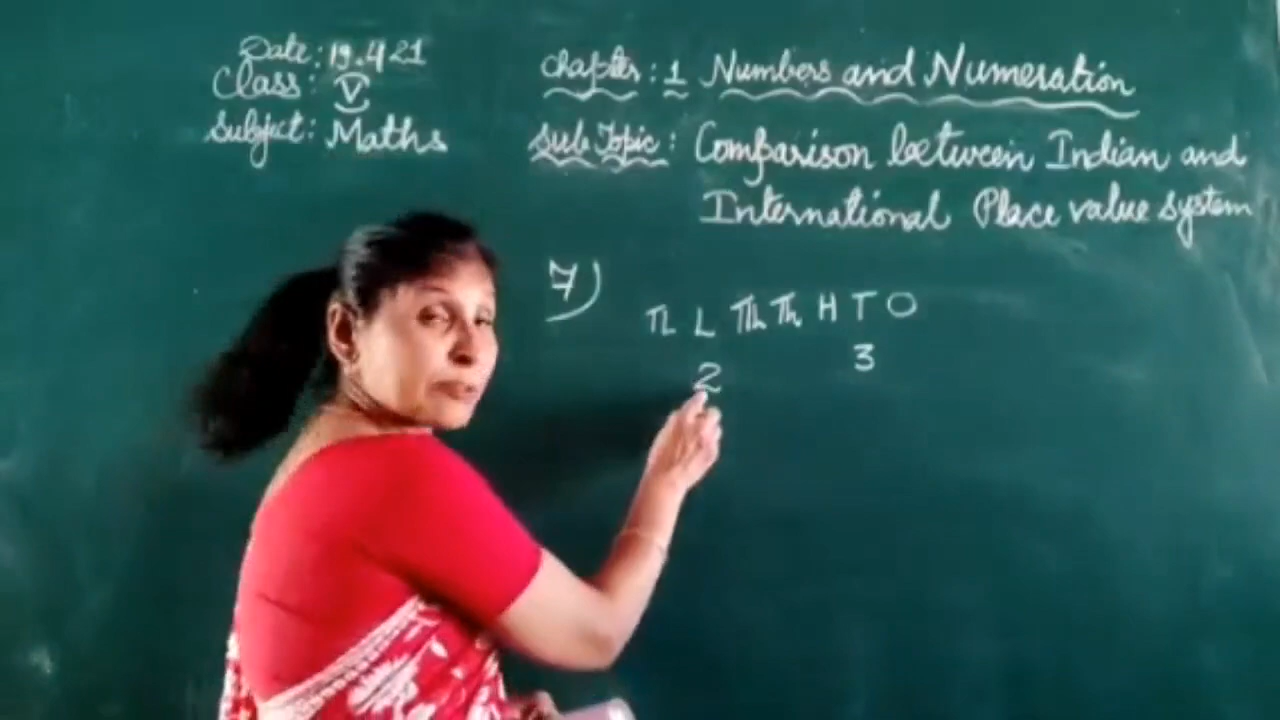 Date: 19.4 21
Class: V
Subject: Maths
Chapter: 1 Numbers and Numeration
Sub Topic: Comparison between Indian and
International Place value system
7)
TL L TTh Th H T O
3
2